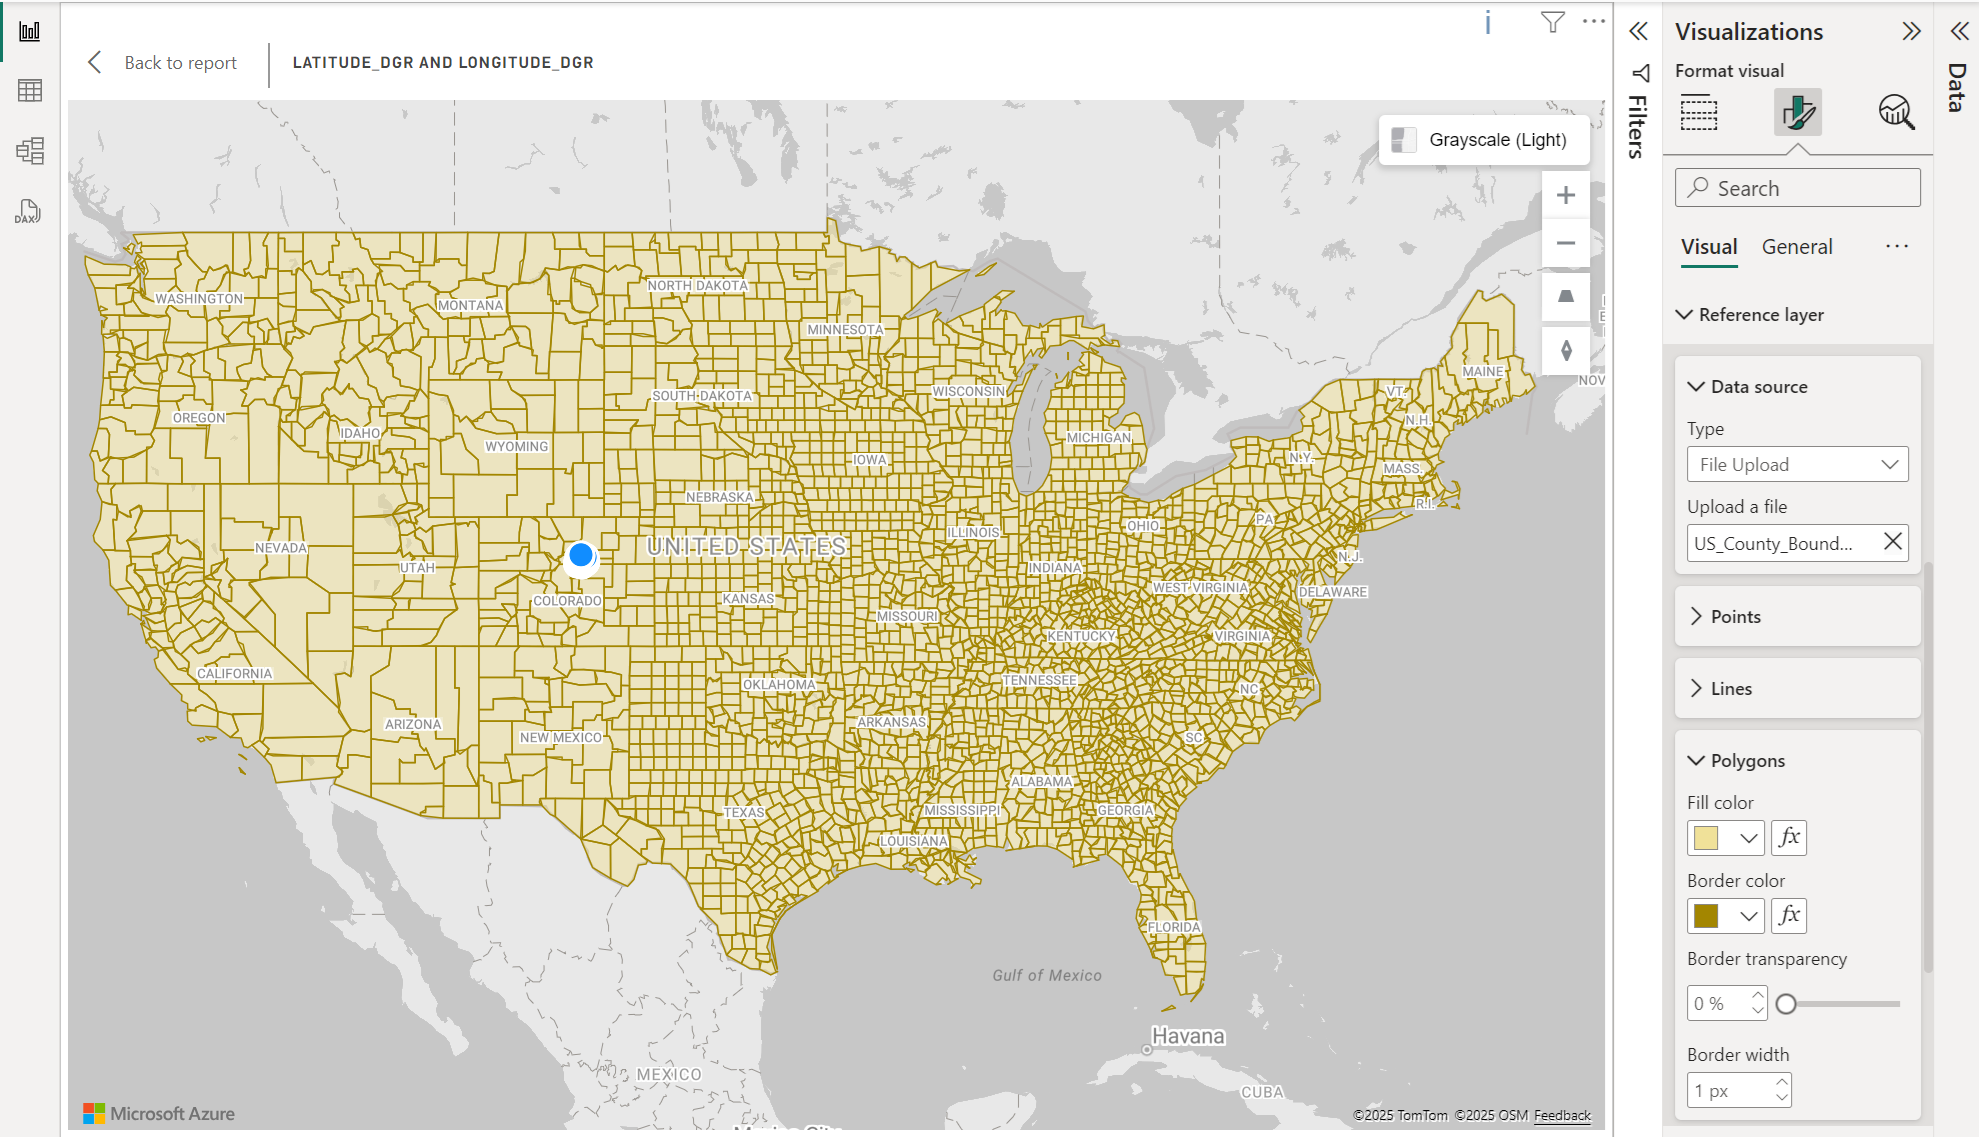 Back to report
LATITUDE_DGR AND LONGITUDE_DGR
i
DAX
Grayscale (Light)
WASHINGTON
MONTANA
NORTH DAKOTA
MINNESOTA
MAINE
NOV
OREGON
IDAHO
WYOMING
SOUTH DAKOTA
WISCONSIN
MICHIGAN
VT.
N.H.
IOWA
N.Y.
MASS.
NEBRASKA
R.I.
NEVADA
UTAH
COLORADO
UNITED STATES
KANSAS
ILLINOIS
INDIANA
OHIO
PA
N.J.
WEST VIRGINIA
DELAWARE
MISSOURI
KENTUCKY
VIRGINIA
CALIFORNIA
ARIZONA
NEW MEXICO
OKLAHOMA
ARKANSAS
TENNESSEE
NC
SC
TEXAS
LOUISIANA
MISSISSIPPI
ALABAMA
GEORGIA
FLORIDA
Gulf of Mexico
Havana
CUBA
MEXICO
Microsoft Azure
©2025 TomTom ©2025 OSM Feedback
Filters
Visualizations
Format visual
Search
Visual General
Reference layer
Data source
Type
File Upload
Upload a file
US_County_Bound...
Points
Lines
Polygons
Fill color
fx
Border color
fx
Border transparency
0 %
Border width
1 px
Data